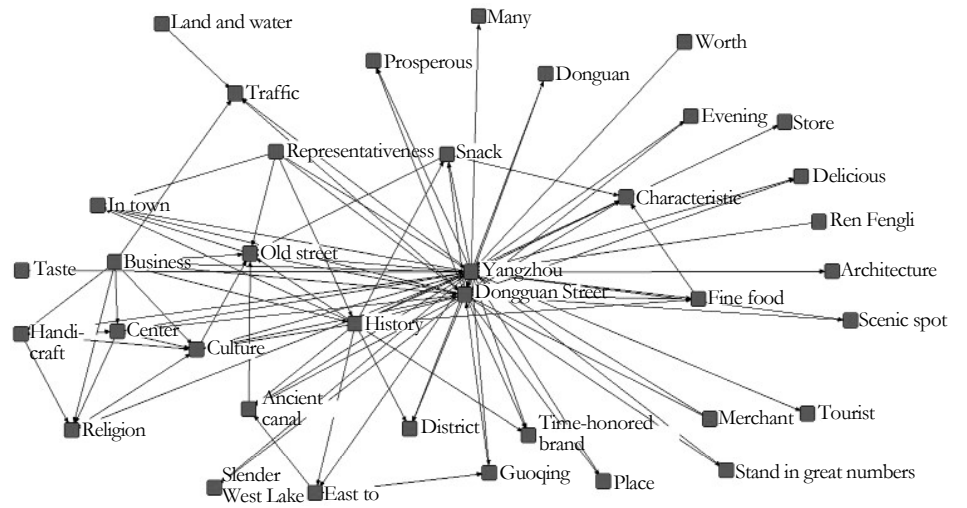 Land and water
Many
Worth
Prosperous
Donguan
Traffic
Evening
Store
Representativeness
Snack
Delicious
Characteristic
In town
Ren Fengli
Old street
Taste
Business
Yangzhou
Architecture
Dongguan Street
Fine food
Scenic spot
Handi-
craft
Center
History
Culture
Ancient
canal
Religion
District
Time-honored
brand
Merchant
Tourist
Slender
West Lake
East to
Guoqing
Place
Stand in great numbers